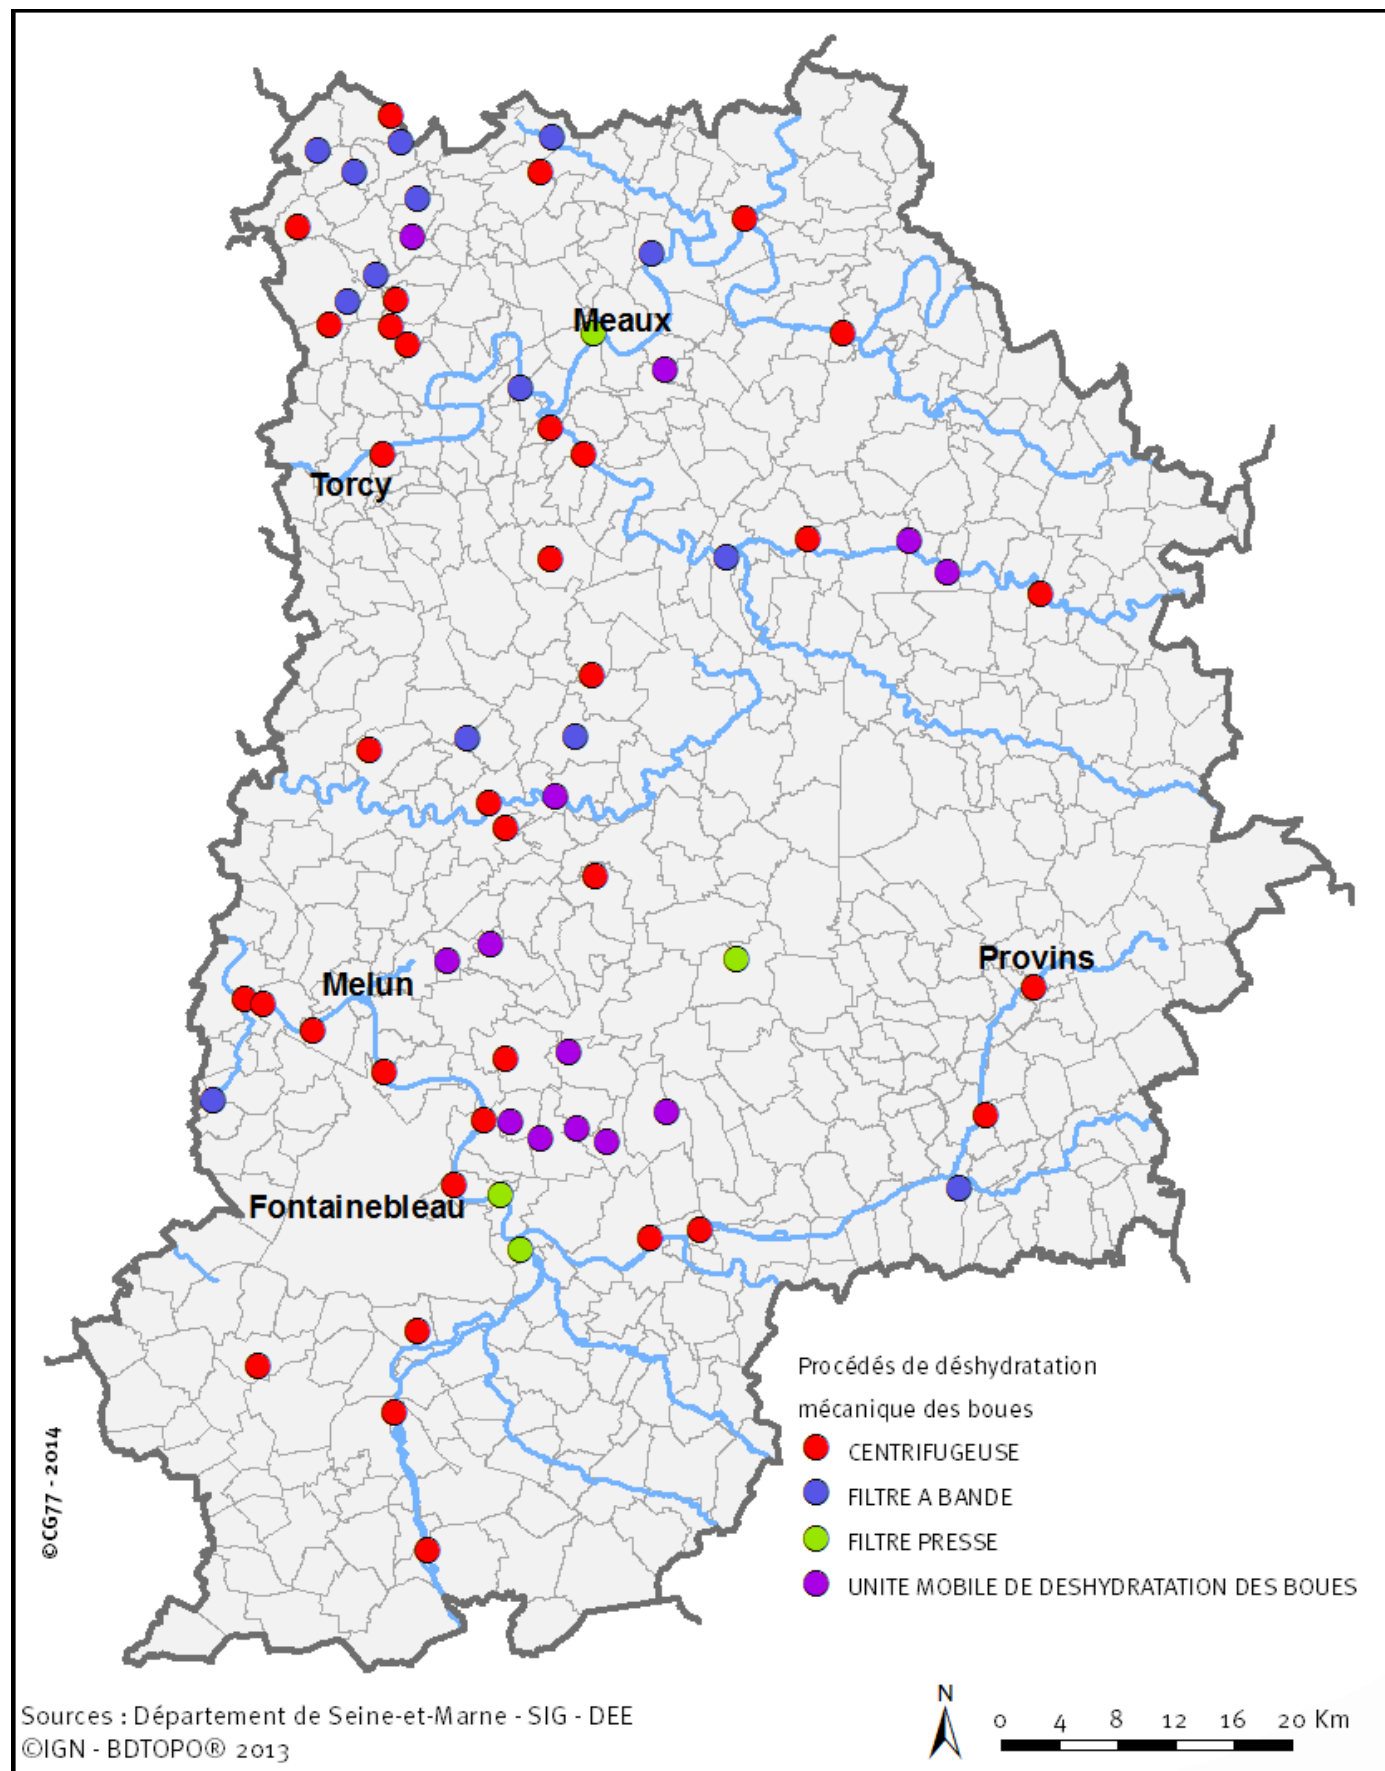 Meaux
Torcy
Provins
Melun
Fontainebleau
Procédés de déshydratation
mécanique des boues
CENTRIFUGEUSE
FILTRE A BANDE
FILTRE PRESSE
UNITE MOBILE DE DESHYDRATATION DES BOUES
©CG77 - 2014
Sources : Département de Seine-et-Marne - SIG - DEE
©IGN - BDTOPO® 2013
N
0 4 8 12 16 20 Km